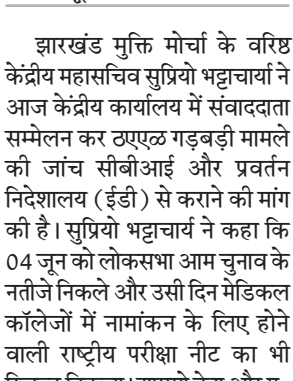 झारखंड मुक्ति मोर्चा के वरिष्ठ
केंद्रीय महासचिव सुप्रियो भट्टाचार्या ने
आज केंद्रीय कार्यालय में संवाददाता
सम्मेलन कर ठएएळ गड़बड़ी मामले
की जांच सीबीआई और प्रवर्तन
निदेशालय (ईडी) से कराने की मांग
की है। सुप्रियो भट्टाचार्य ने कहा कि
04 जून को लोकसभा आम चुनाव के
नतीजे निकले और उसी दिन मेडिकल
कॉलेजों में नामांकन के लिए होने
वाली राष्ट्रीय परीक्षा नीट का भी